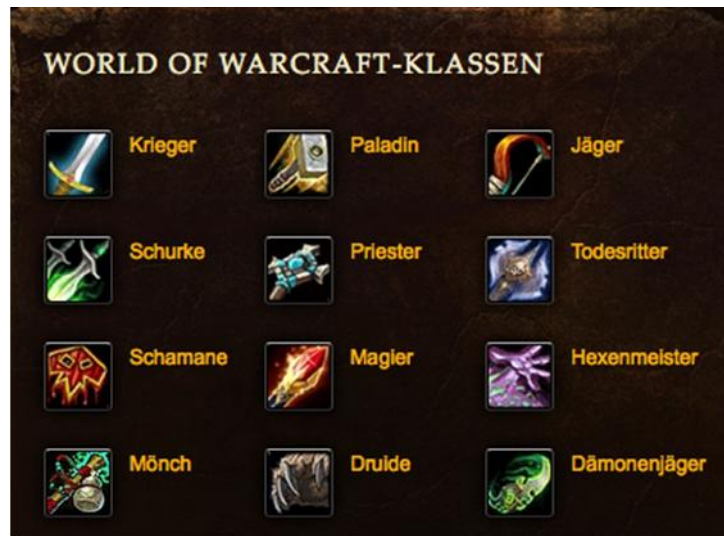 WORLD OF WARCRAFT-KLASSEN
Krieger
Paladin
Jäger
Schurke
Priester
Todesritter
Schamane
Magier
Hexenmeister
Mönch
Druide
Dämonenjäger